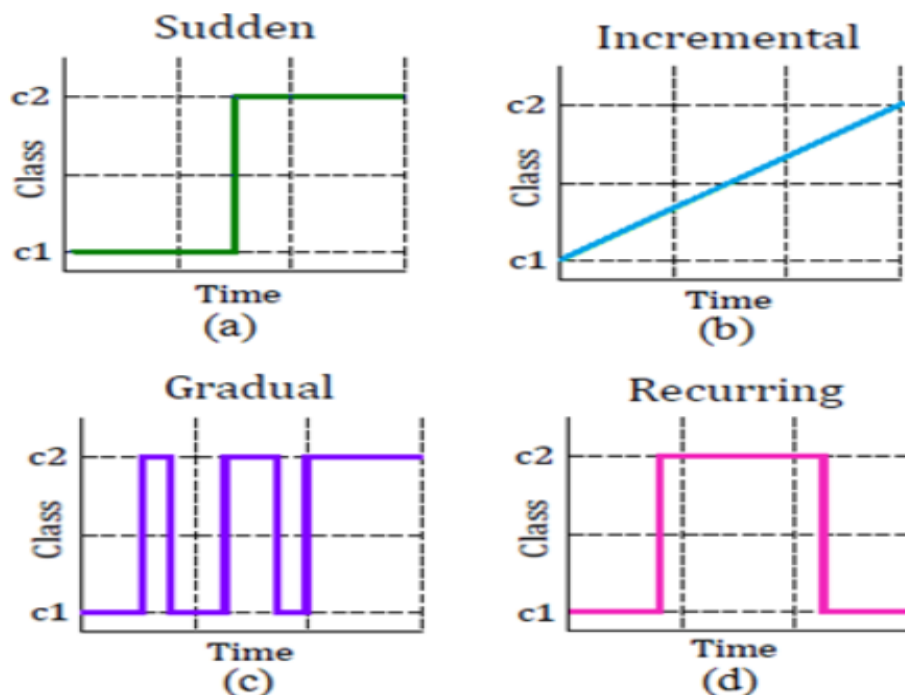 Sudden
c2
Class
c1
Time
(a)
Incremental
c2
Class
c1
Time
(b)
Gradual
c2
Class
c1
Time
(c)
Recurring
c2
Class
c1
Time
(d)